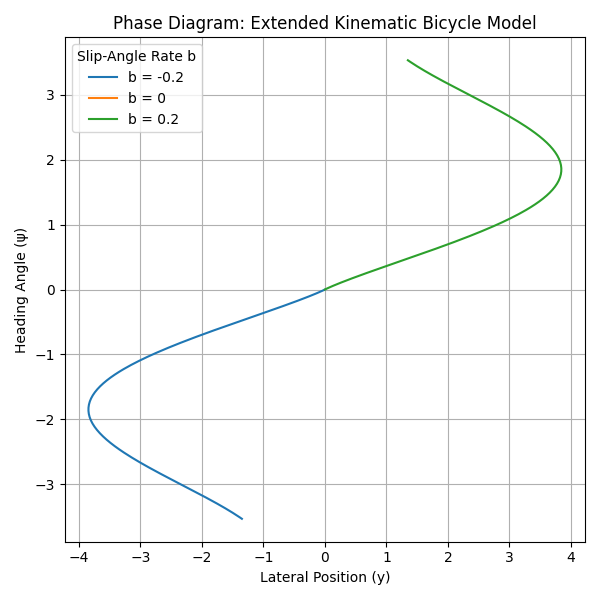 Phase Diagram: Extended Kinematic Bicycle Model
Slip-Angle Rate b
b = -0.2
b = 0
b = 0.2
Heading Angle (ψ)
3
2
1
0
−1
−2
−3
−4 −3 −2 −1 0 1 2 3 4
Lateral Position (y)